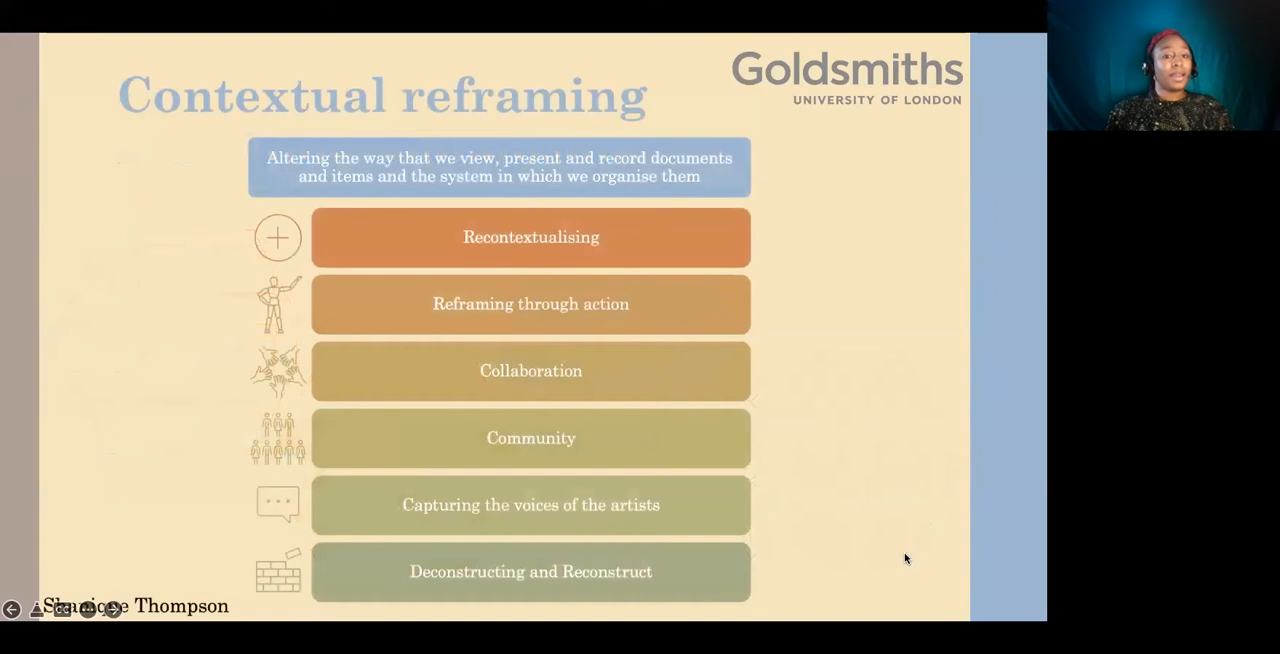 Contextual reframing
Goldsmiths
UNIVERSITY OF LONDON
Altering the way that we view, present and record documents
and items and the system in which we organise them
Recontextualising
Reframing through action
Collaboration
Community
Capturing the voices of the artists
Deconstructing and Reconstruct
Shanique Thompson